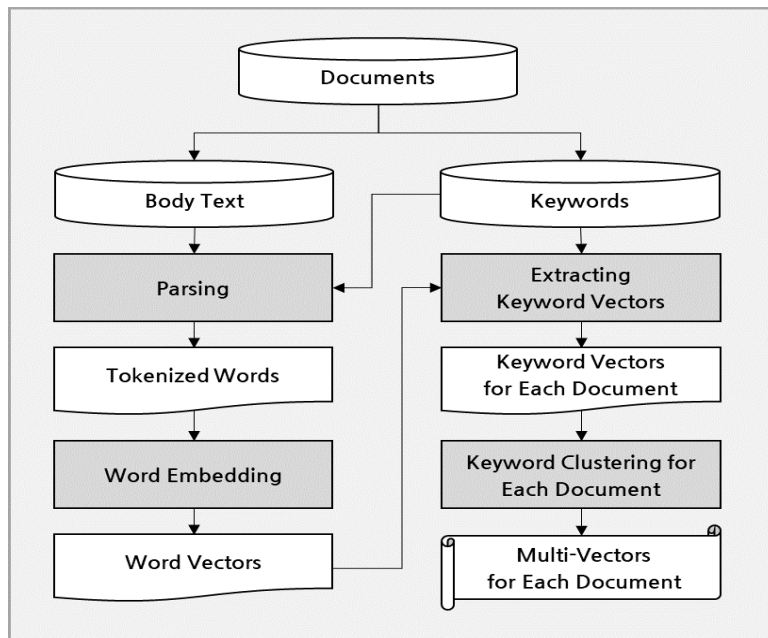 Documents
Body Text
Keywords
Parsing
Extracting
Keyword Vectors
Tokenized Words
Keyword Vectors
for Each Document
Word Embedding
Keyword Clustering for
Each Document
Word Vectors
Multi-Vectors
for Each Document